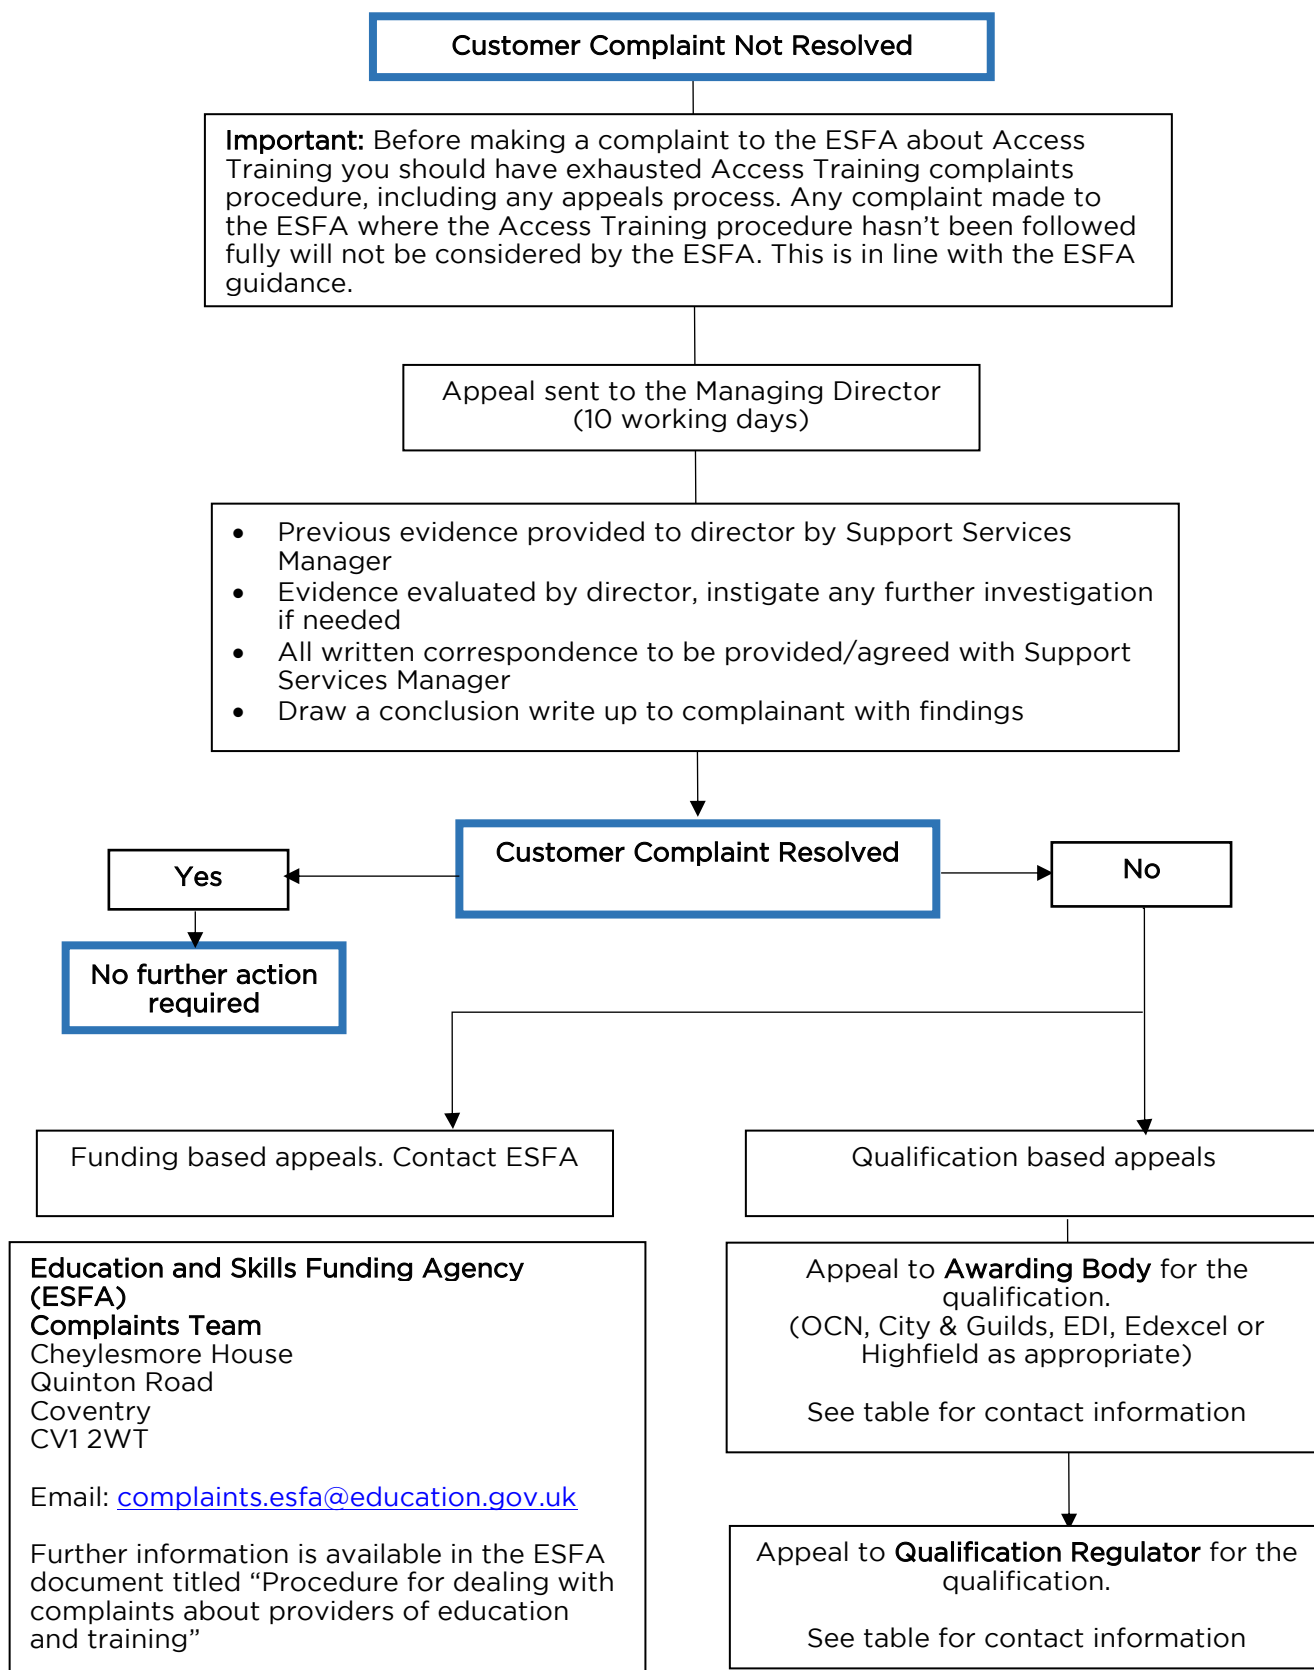 Customer Complaint Not Resolved
Important: Before making a complaint to the ESFA about Access
Training you should have exhausted Access Training complaints
procedure, including any appeals process. Any complaint made to
the ESFA where the Access Training procedure hasn’t been followed
fully will not be considered by the ESFA. This is in line with the ESFA
guidance.
Appeal sent to the Managing Director
(10 working days)
• Previous evidence provided to director by Support Services
Manager
• Evidence evaluated by director, instigate any further investigation
if needed
• All written correspondence to be provided/agreed with Support
Services Manager
• Draw a conclusion write up to complainant with findings
Customer Complaint Resolved
Yes
No
No further action
required
Funding based appeals. Contact ESFA
Qualification based appeals
Education and Skills Funding Agency
(ESFA)
Complaints Team
Cheylesmore House
Quinton Road
Coventry
CV1 2WT
Email: complaints.esfa@education.gov.uk
Further information is available in the ESFA
document titled “Procedure for dealing with
complaints about providers of education
and training”
Appeal to Awarding Body for the
qualification.
(OCN, City & Guilds, EDI, Edexcel or
Highfield as appropriate)
See table for contact information
Appeal to Qualification Regulator for the
qualification.
See table for contact information